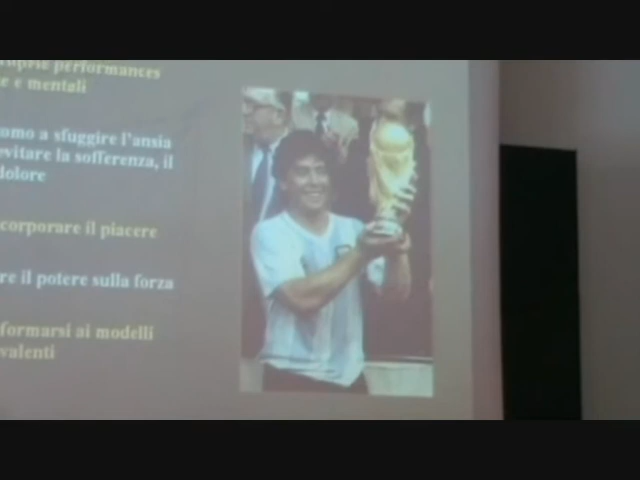 performances
e e mentali
omo a sfuggire l'ansia
evitare la sofferenza, il
dolore
corporare il piacere
re il potere sulla forza
formarsi ai modelli
valenti